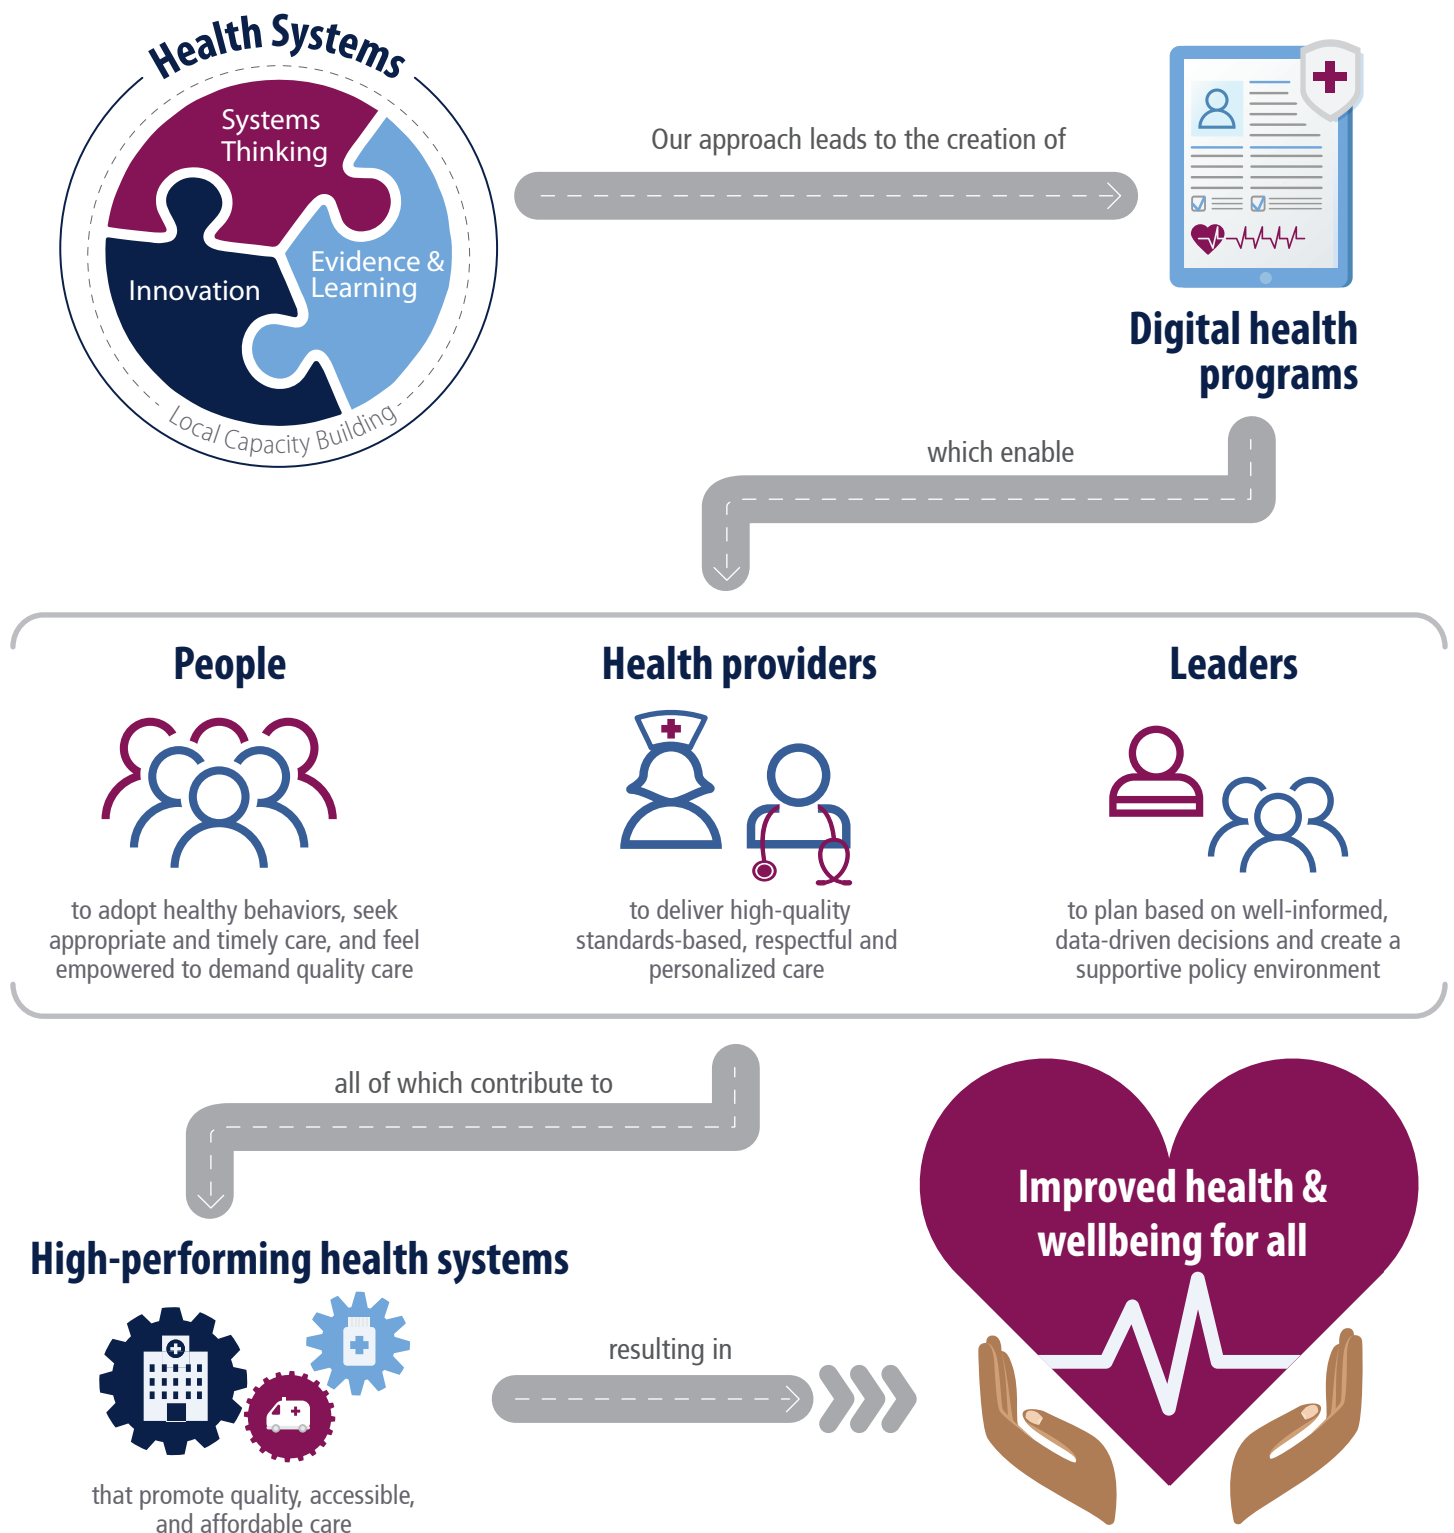 Health Systems
Systems
Thinking
Evidence &
Learning
Innovation
Local Capacity Building
Our approach leads to the creation of
Digital health
programs
which enable
People
to adopt healthy behaviors, seek
appropriate and timely care, and feel
empowered to demand quality care
Health providers
to deliver high-quality
standards-based, respectful and
personalized care
Leaders
to plan based on well-informed,
data-driven decisions and create a
supportive policy environment
all of which contribute to
High-performing health systems
that promote quality, accessible,
and affordable care
resulting in
Improved health &
wellbeing for all